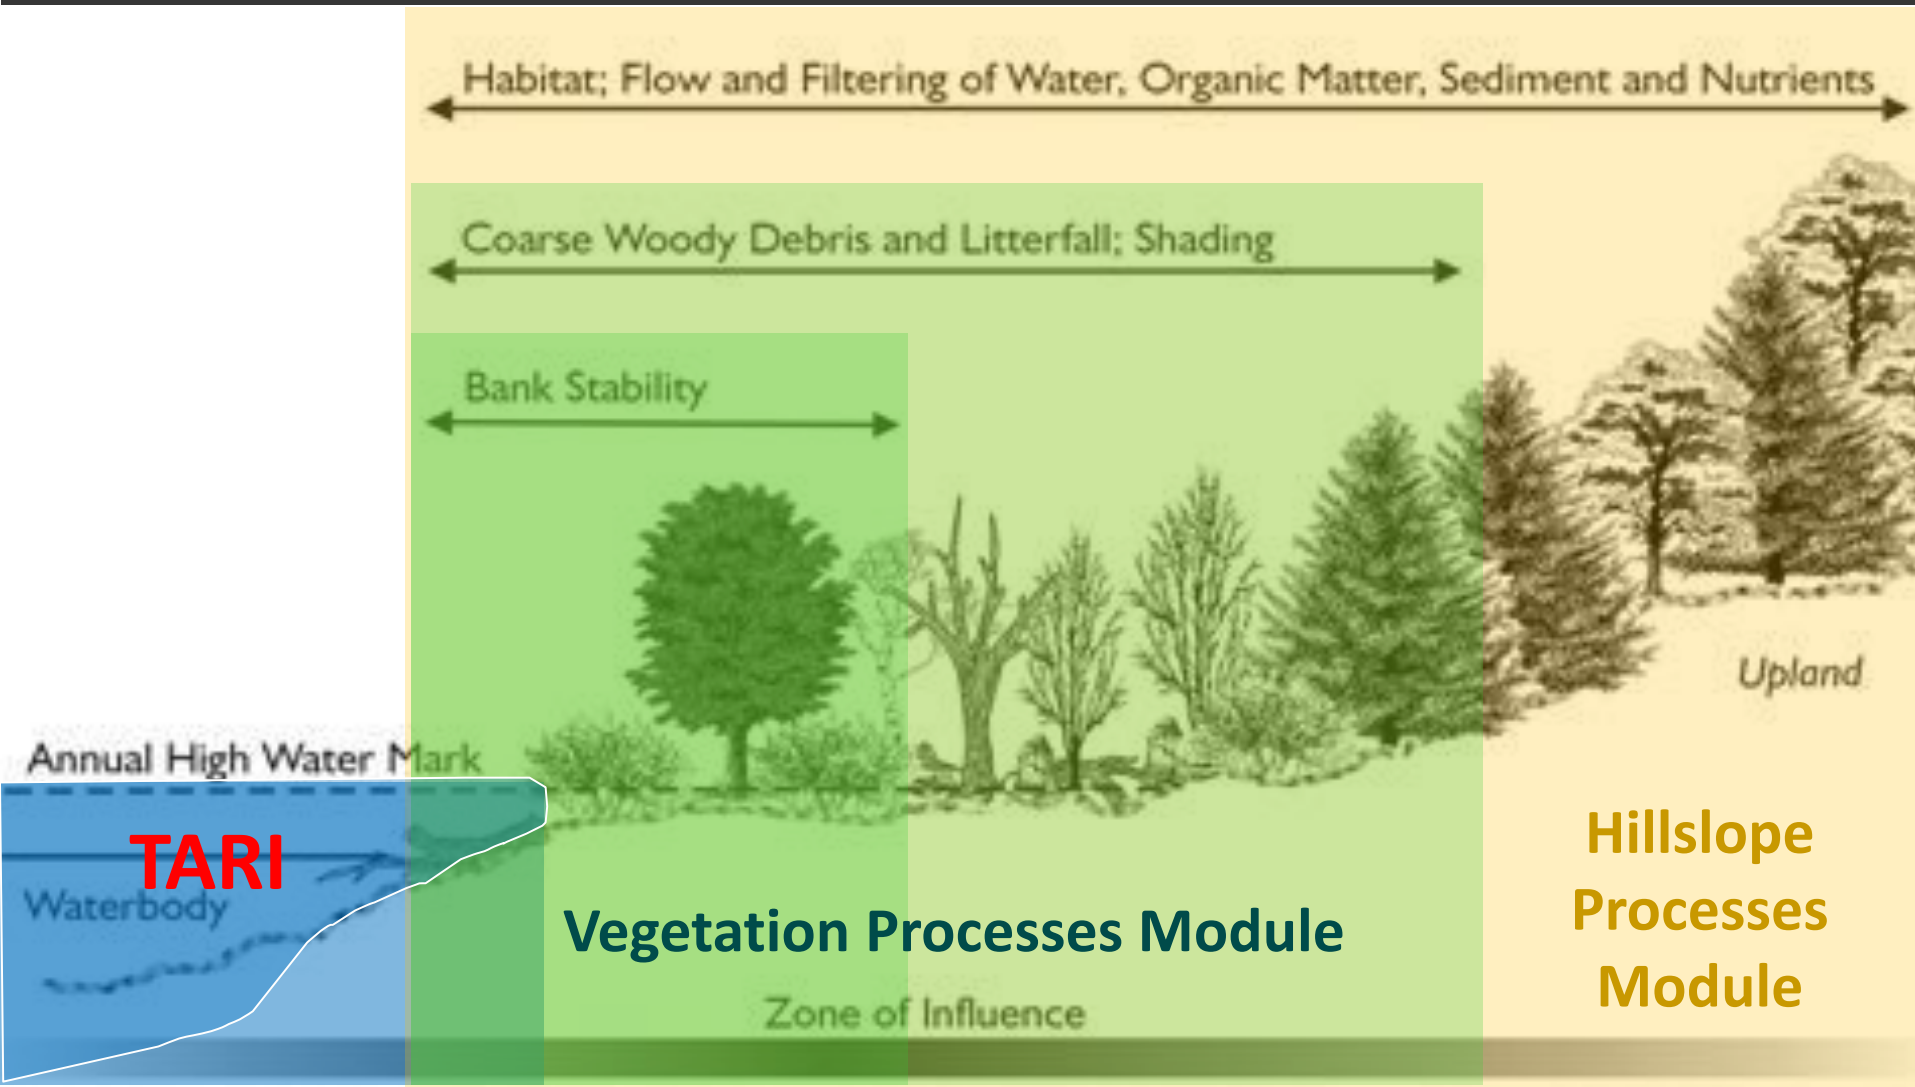 Habitat; Flow and Filtering of Water, Organic Matter, Sediment and Nutrients
Coarse Woody Debris and Litterfall; Shading
Bank Stability
Upland
Annual High Water Mark
TARI
Waterbody
Vegetation Processes Module
Hillslope
Processes
Module
Zone of Influence